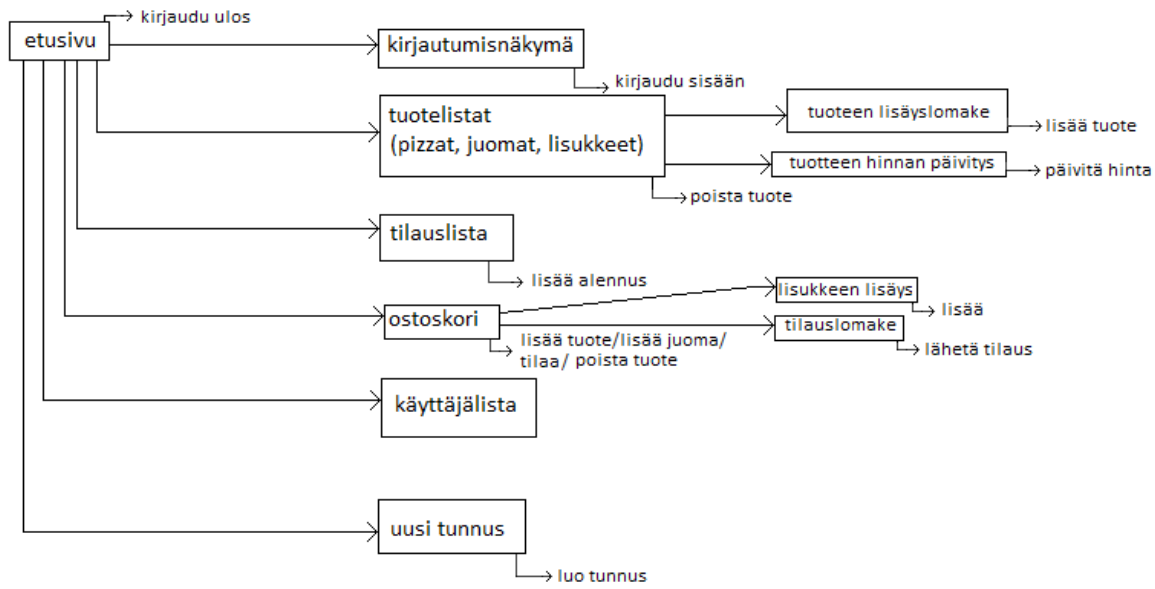 kirjaudu ulos
etusivu
kirjautumisnäkymä
kirjaudu sisään
tuotelistat
(pizzat, juomat, lisukkeet)
tuoteen lisäyslomake
lisää tuote
tuotteen hinnan päivitys
päivitä hinta
poista tuote
tilauslista
lisää alennus
lisukkeen lisäys
lisää
ostoskori
tilauslomake
lisää tuote/lisää juoma/
tilaa/ poista tuote
lähetä tilaus
käyttäjälista
uusi tunnus
luo tunnus